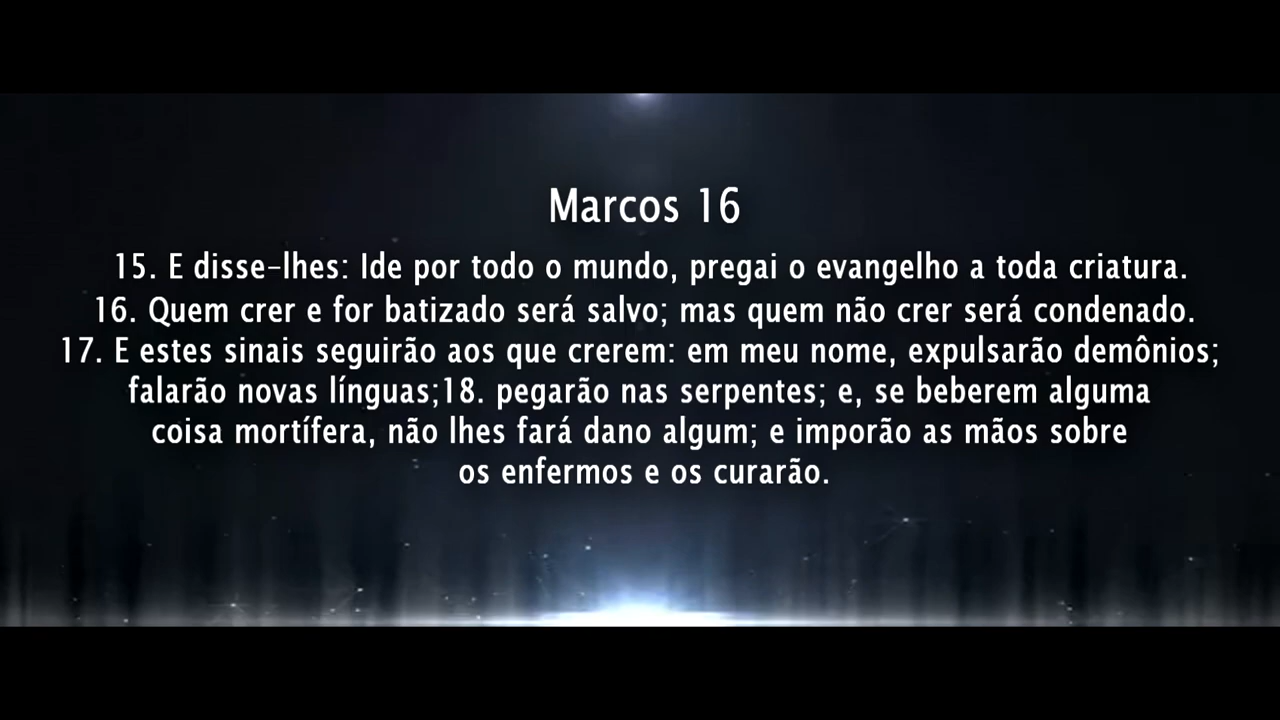 Marcos 16
15. E disse-lhes: Ide por todo o mundo, pregai o evangelho a toda criatura.
16. Quem crer e for batizado será salvo; mas quem não crer será condenado.
17. E estes sinais seguirão aos que crerem: em meu nome, expulsarão demônios;
falarão novas línguas;18. pegarão nas serpentes; e, se beberem alguma
coisa mortífera, não lhes fará dano algum; e imporão as mãos sobre
os enfermos e os curarão.